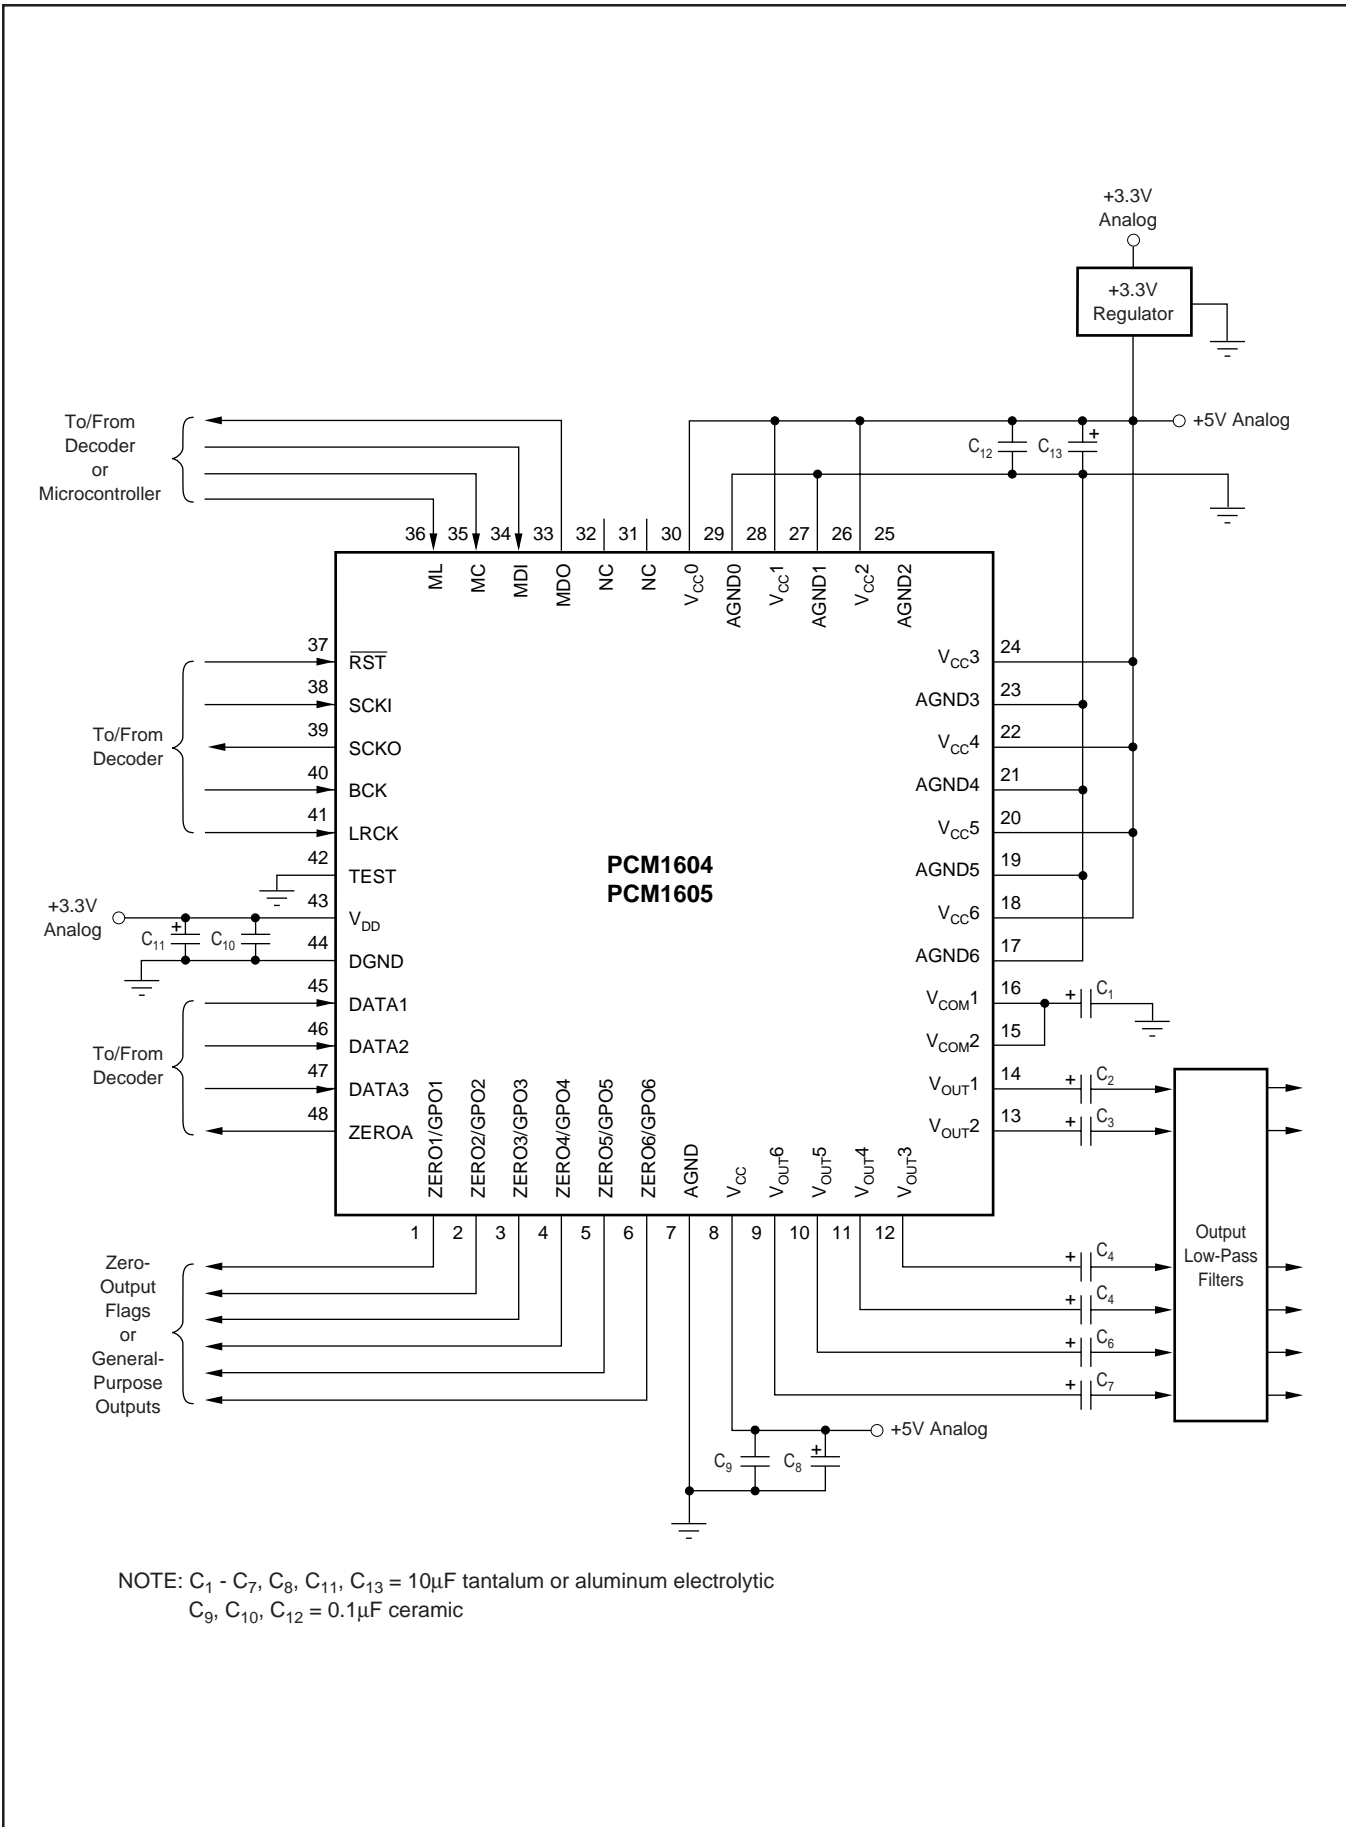 +3.3V
Analog
+3.3V
Regulator
To/From
Decoder
or
Microcontroller
+5V Analog
C12 C13
36 35 34 33 32 31 30 29 28 27 26 25
ML MC MDI MDO NC NC VCC0 AGND0 VCC1 AGND1 VCC2 AGND2
37 RST
38 SCKI
39 SCKO
40 BCK
41 LRCK
To/From
Decoder
42 TEST
+3.3V
Analog
43 VDD
C11 C10
44 DGND
45 DATA1
46 DATA2
47 DATA3
48 ZEROA
To/From
Decoder
PCM1604
PCM1605
VCC3 24
AGND3 23
VCC4 22
AGND4 21
VCC5 20
AGND5 19
VCC6 18
AGND6 17
VCOM1 16
VCOM2 15
VOUT1 14
VOUT2 13
+ C1
+ C2
+ C3
ZERO1/GPO1 ZERO2/GPO2 ZERO3/GPO3 ZERO4/GPO4 ZERO5/GPO5 ZERO6/GPO6 AGND VCC VOUT6 VOUT5 VOUT4 VOUT3
1 2 3 4 5 6 7 8 9 10 11 12
Zero-
Output
Flags
or
General-
Purpose
Outputs
+ C4
+ C4
+ C6
+ C7
Output
Low-Pass
Filters
+5V Analog
C9 C8 +
NOTE: C1 - C7, C8, C11, C13 = 10µF tantalum or aluminum electrolytic
C9, C10, C12 = 0.1µF ceramic